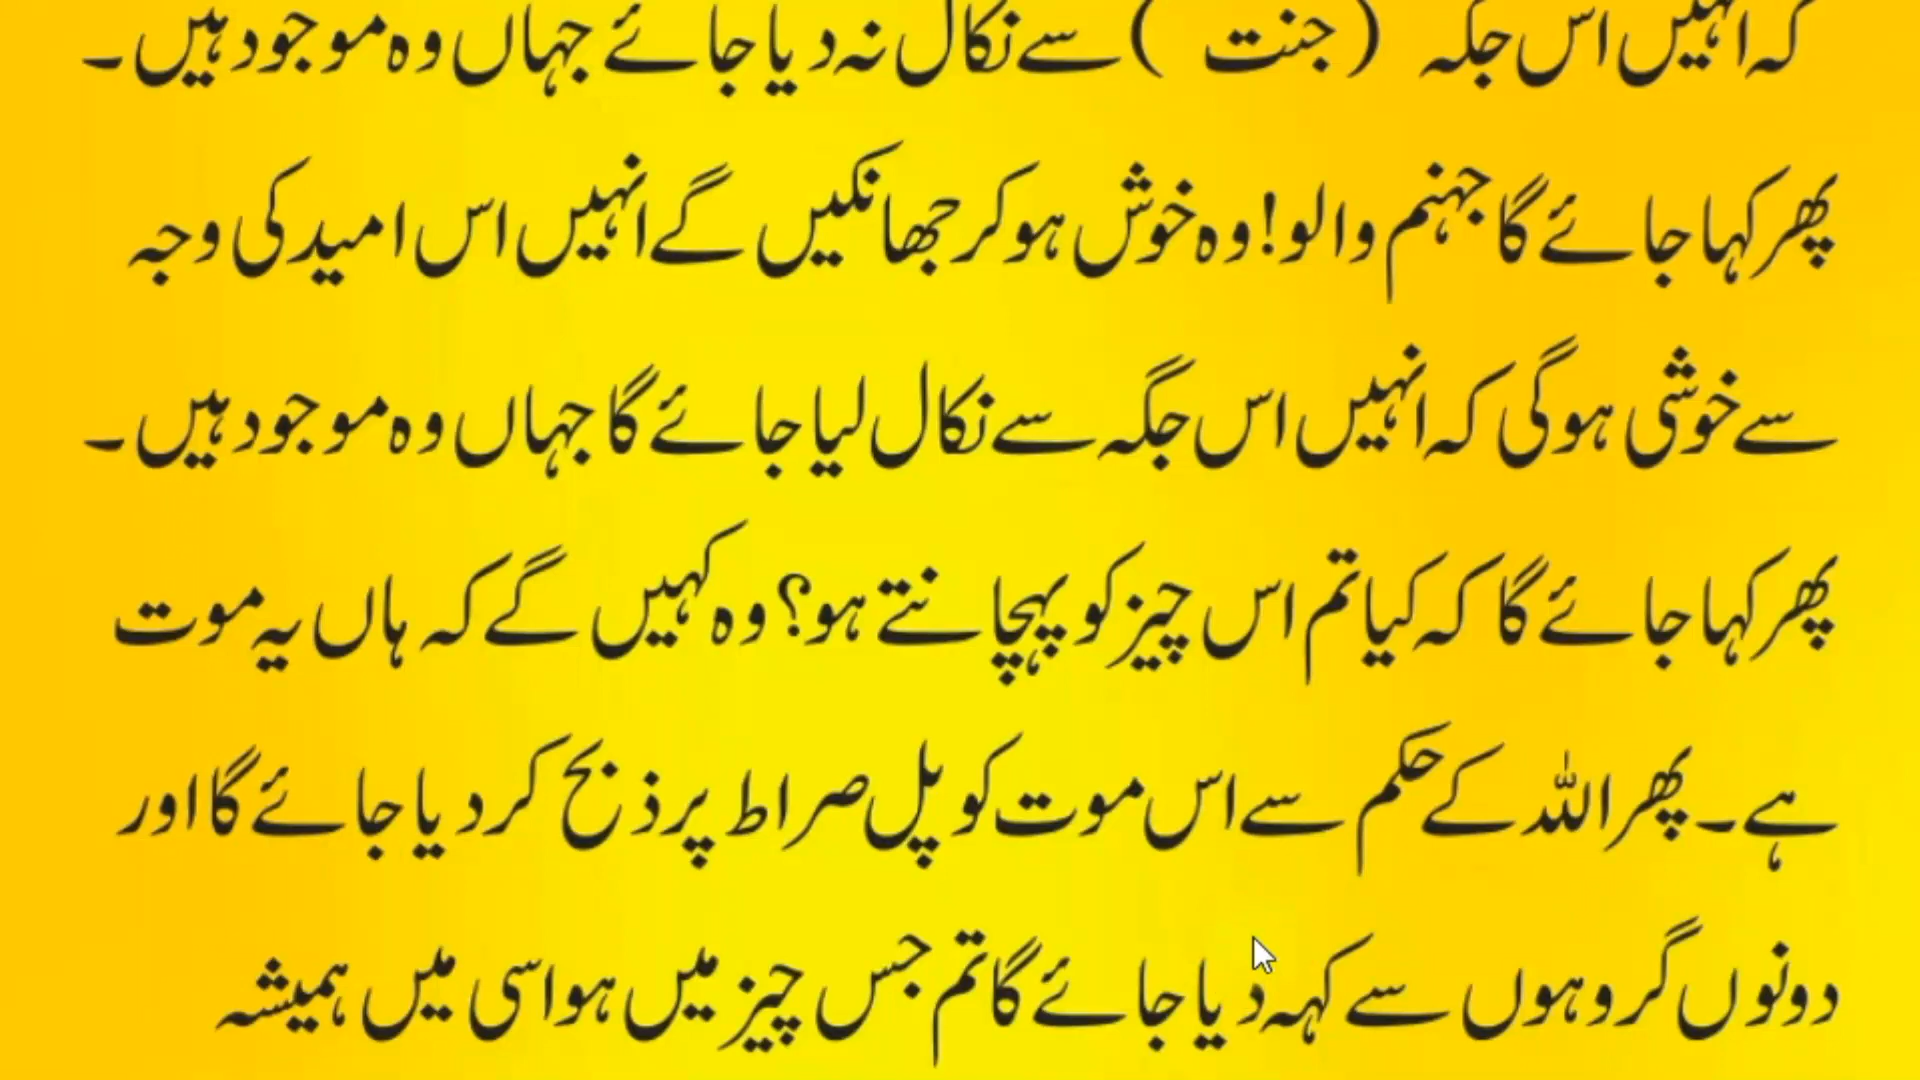 کہ انہیں اس جگہ ( جنت ) سے نکال نہ دیا جائے جہاں وہ موجود ہیں۔
پھر کہا جائے گا جہنم والو! وہ خوش ہو کر جھانکیں گے انہیں اس امید کی وجہ
سے خوشی ہوگی کہ انہیں اس جگہ سے نکال لیا جائے گا جہاں وہ موجود ہیں۔
پھر کہا جائے گا کہ کیا تم اس چیز کو پہچانتے ہو؟ وہ کہیں گے کہ ہاں یہ موت
ہے۔ پھر اللہ کے حکم سے اس موت کو پل صراط پر ذبح کر دیا جائے گا اور
دونوں گروہوں سے کہہ دیا جائے گا تم جس چیز میں ہو اسی میں ہمیشہ